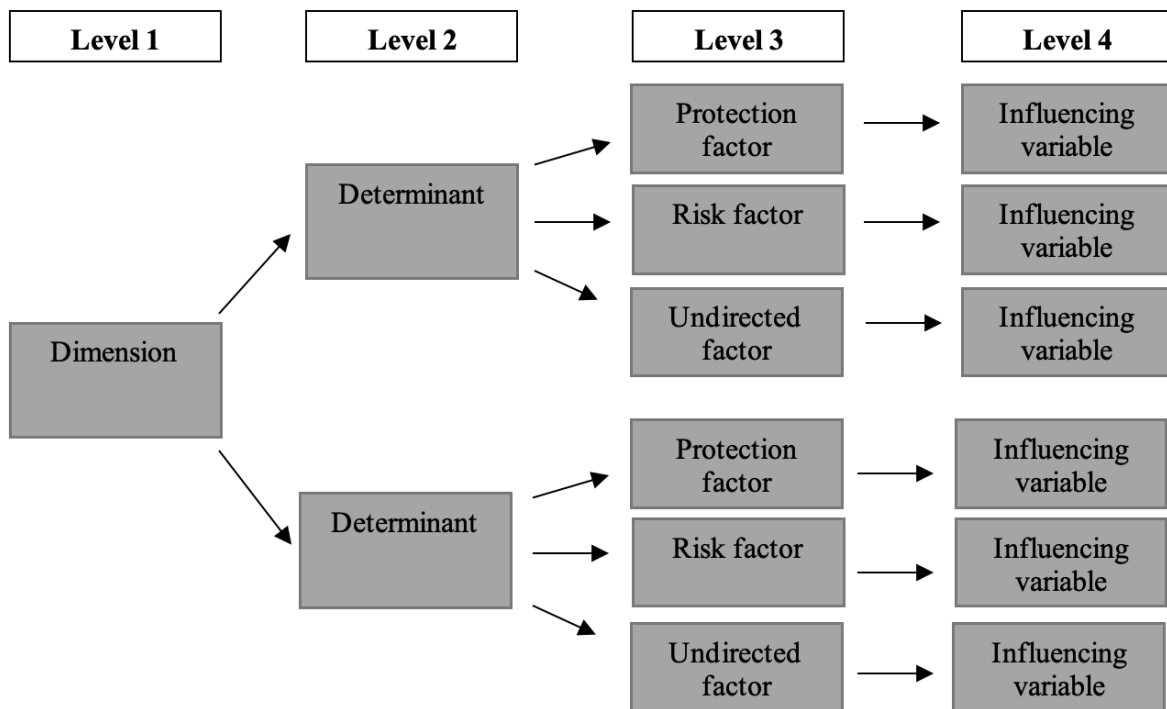 Level 1
Level 2
Level 3
Level 4
Protection
factor
Influencing
variable
Determinant
Risk factor
Influencing
variable
Undirected
factor
Influencing
variable
Dimension
Protection
factor
Influencing
variable
Determinant
Risk factor
Influencing
variable
Undirected
factor
Influencing
variable